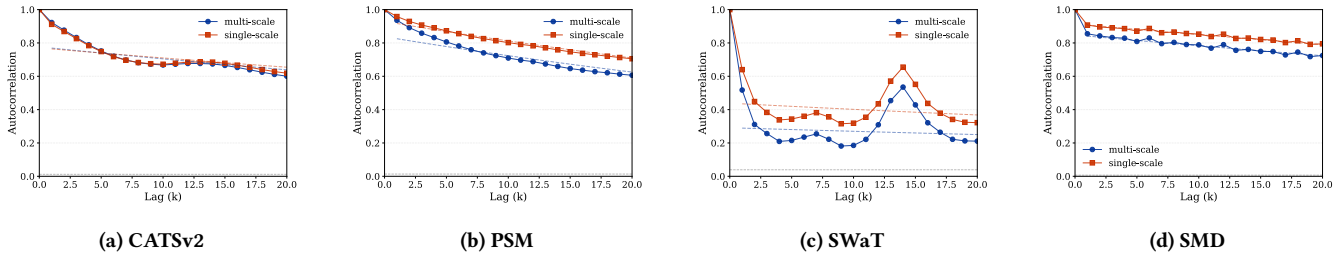 1.0
0.8
0.6
0.4
0.2
0.0
Autocorrelation
multi-scale
single-scale
0.0 2.5 5.0 7.5 10.0 12.5 15.0 17.5 20.0
Lag (k)
(a) CATSv2
1.0
0.8
0.6
0.4
0.2
0.0
Autocorrelation
multi-scale
single-scale
0.0 2.5 5.0 7.5 10.0 12.5 15.0 17.5 20.0
Lag (k)
(b) PSM
1.0
0.8
0.6
0.4
0.2
0.0
Autocorrelation
multi-scale
single-scale
0.0 2.5 5.0 7.5 10.0 12.5 15.0 17.5 20.0
Lag (k)
(c) SWaT
1.0
0.8
0.6
0.4
0.2
0.0
Autocorrelation
multi-scale
single-scale
0.0 2.5 5.0 7.5 10.0 12.5 15.0 17.5 20.0
Lag (k)
(d) SMD